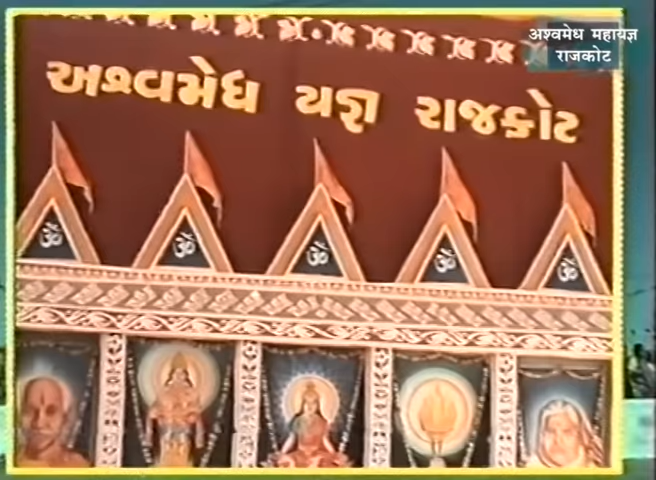 અશ્વમેધ યજ્ઞ રાજકોટ
अश्वमेध महायज्ञ
राजकोट
ॐ ॐ ॐ ॐ ॐ